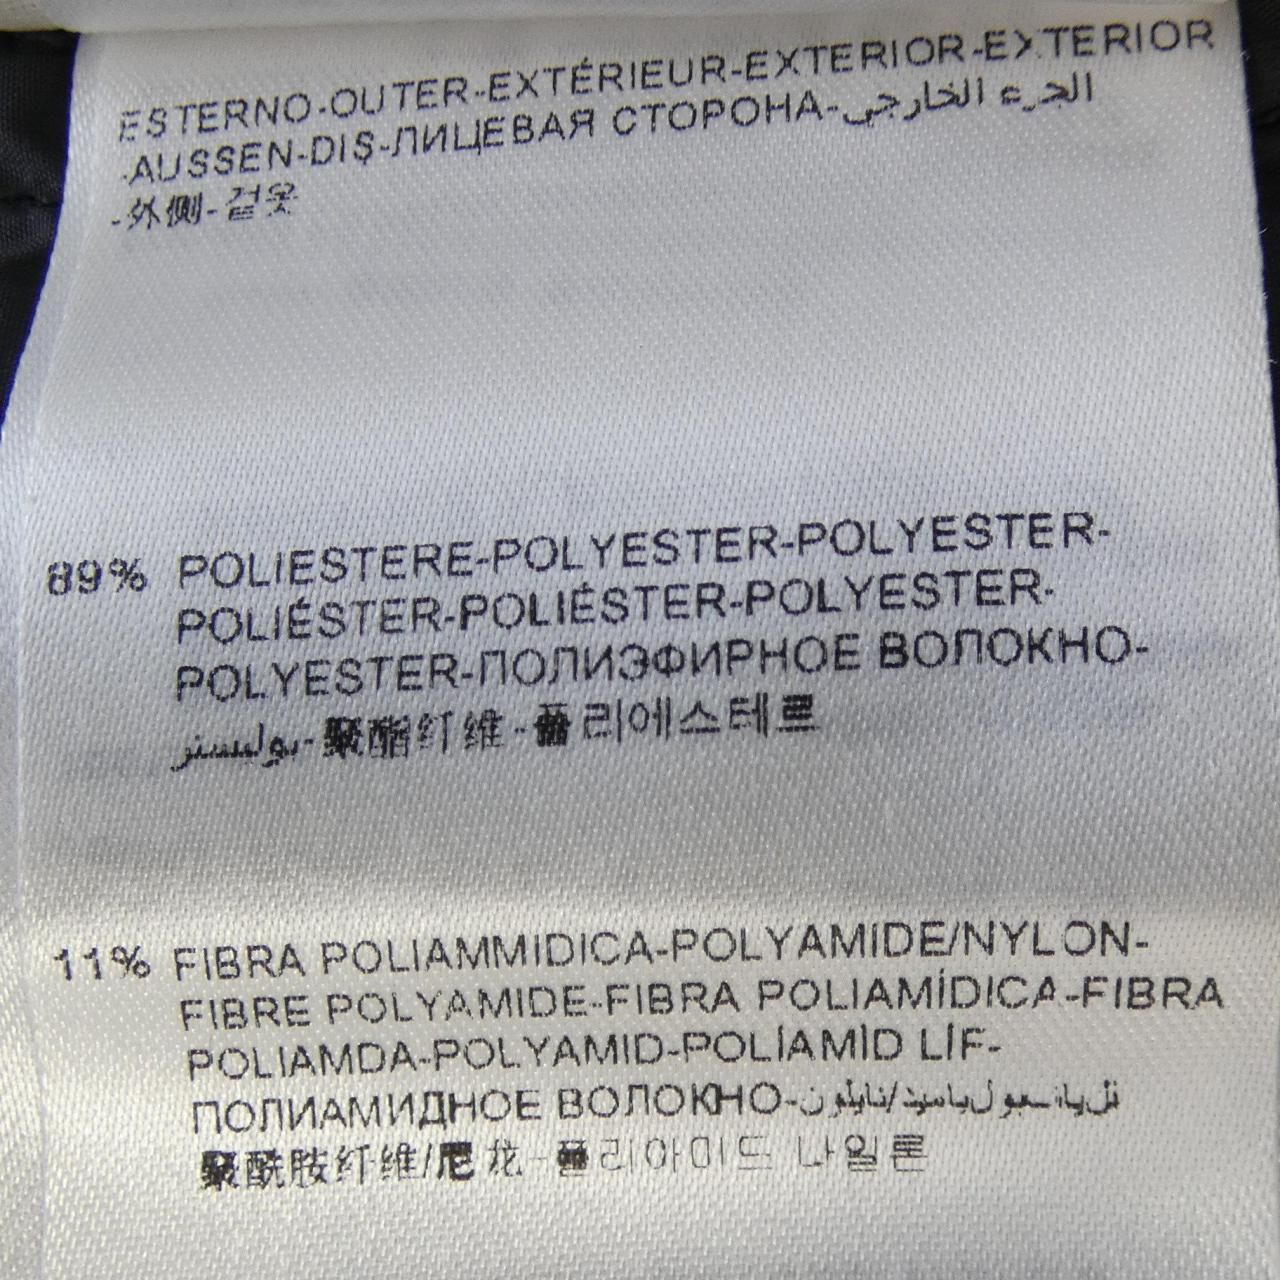 ESTERNO-OUTER-EXTÉRIEUR-EXTERIOR-EXTERIOR
-AUSSEN-DIŞ-ЛИЦЕВАЯ СТОРОНА-الجزء الخارجي
-外侧-겉옷
89% POLIESTERE-POLYESTER-POLYESTER-
POLIÉSTER-POLIÉSTER-POLYESTER-
POLYESTER-ПОЛИЭФИРНОЕ ВОЛОКНО-
بوليستر-聚酯纤维-폴리에스테르
11% FIBRA POLIAMMIDICA-POLYAMIDE/NYLON-
FIBRE POLYAMIDE-FIBRA POLIAMÍDICA-FIBRA
POLIAMDA-POLYAMID-POLİAMİD LİF-
ПОЛИАМИДНОЕ ВОЛОКНО-نايلون/
聚酰胺纤维/尼龙-폴리아미드 나일론